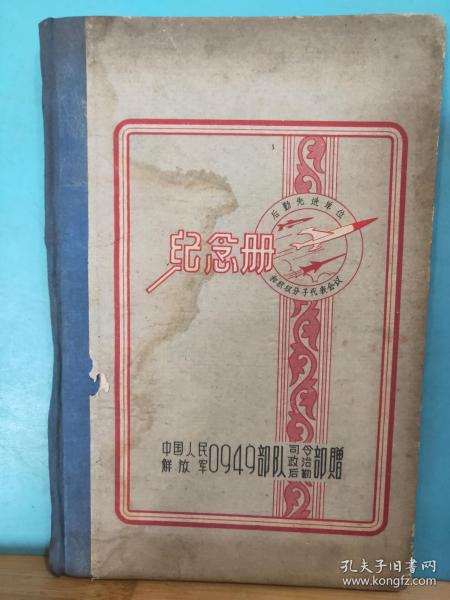 后勤先进单位
纪念册
和积极分子代表会议
中国人民解放军0949部队司令政治后勤部赠
孔夫子旧书网
www.kongfz.com